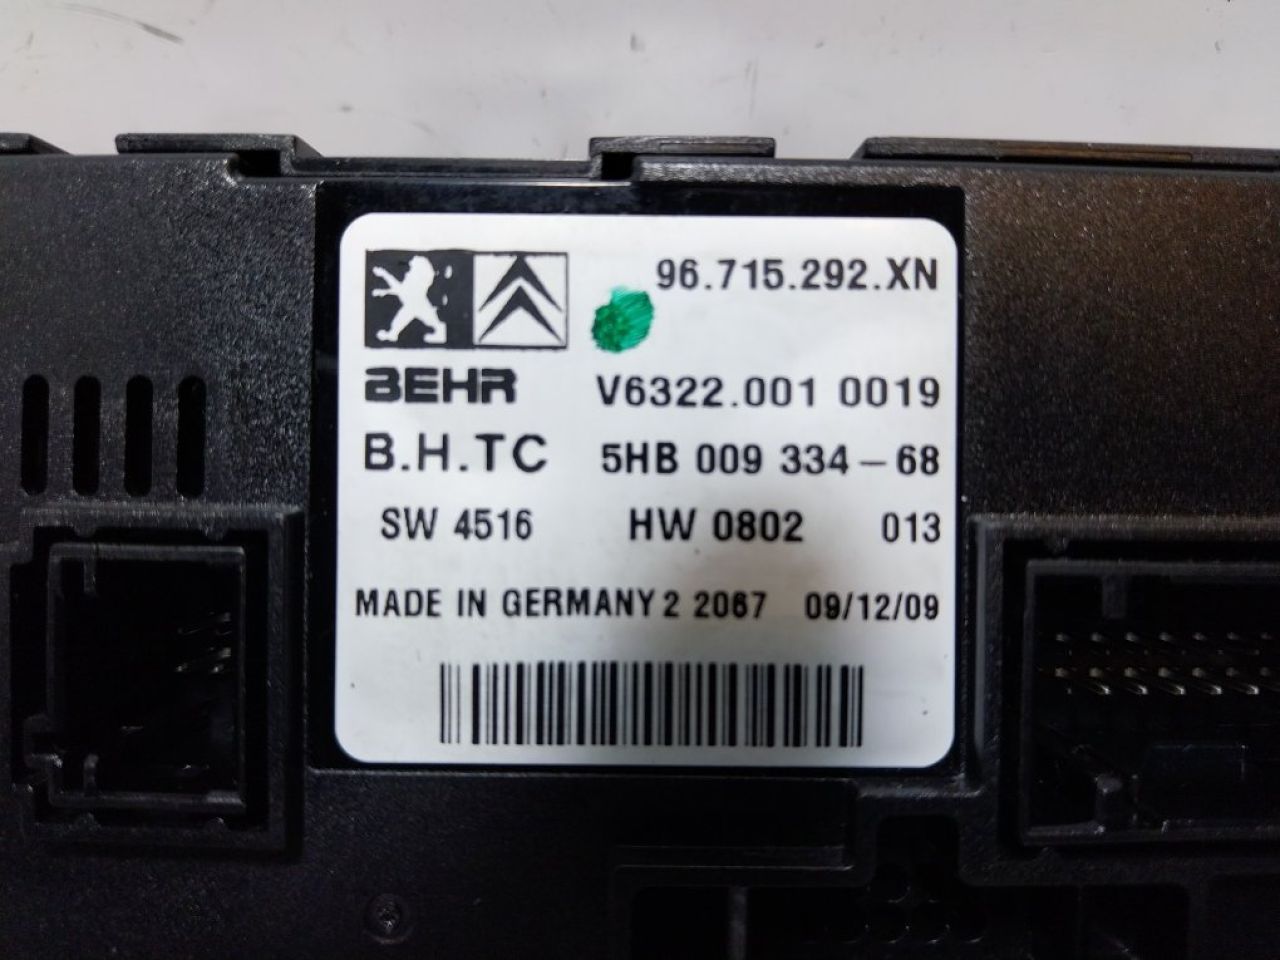 96.715.292.XN
BEHR V6322.001 0019
B.H.TC 5HB 009 334-68
SW 4516 HW 0802 013
MADE IN GERMANY 2 2067 09/12/09